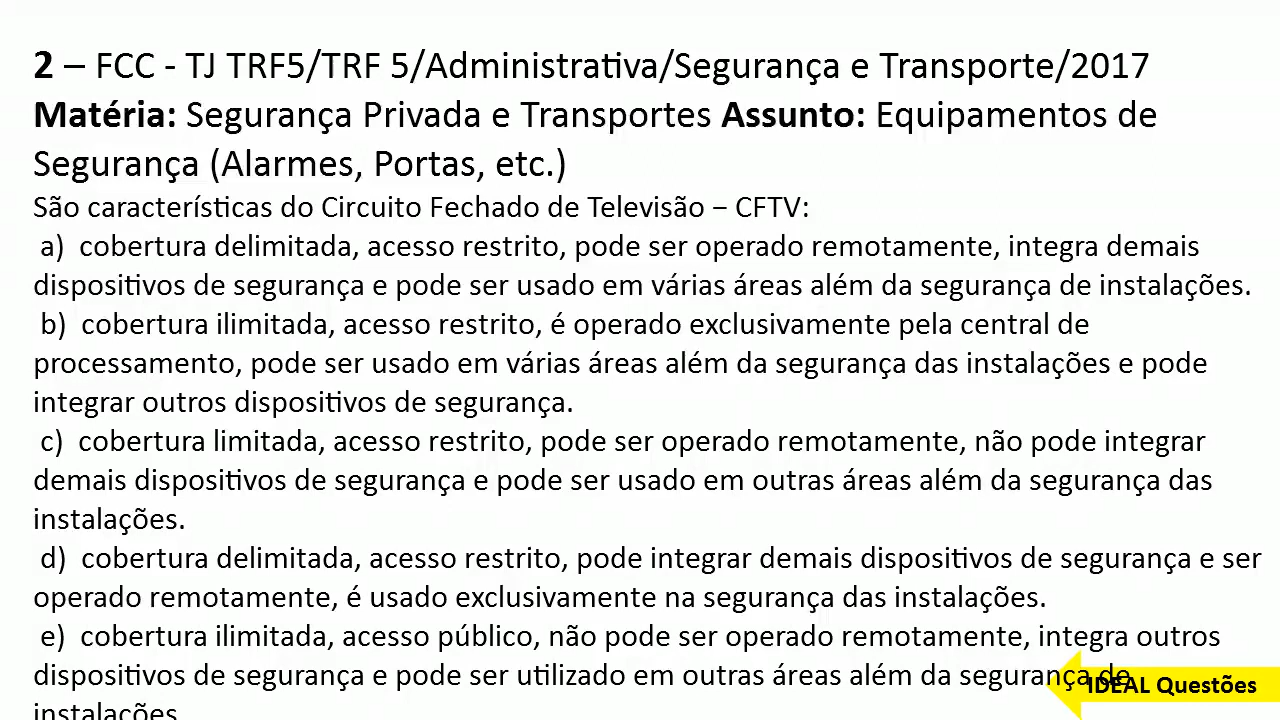 2 – FCC - TJ TRF5/TRF 5/Administrativa/Segurança e Transporte/2017
Matéria: Segurança Privada e Transportes Assunto: Equipamentos de
Segurança (Alarmes, Portas, etc.)
São características do Circuito Fechado de Televisão − CFTV:
a) cobertura delimitada, acesso restrito, pode ser operado remotamente, integra demais
dispositivos de segurança e pode ser usado em várias áreas além da segurança de instalações.
b) cobertura ilimitada, acesso restrito, é operado exclusivamente pela central de
processamento, pode ser usado em várias áreas além da segurança das instalações e pode
integrar outros dispositivos de segurança.
c) cobertura limitada, acesso restrito, pode ser operado remotamente, não pode integrar
demais dispositivos de segurança e pode ser usado em outras áreas além da segurança das
instalações.
d) cobertura delimitada, acesso restrito, pode integrar demais dispositivos de segurança e ser
operado remotamente, é usado exclusivamente na segurança das instalações.
e) cobertura ilimitada, acesso público, não pode ser operado remotamente, integra outros
dispositivos de segurança e pode ser utilizado em outras áreas além da segurança de
instalações
IDEAL Questões